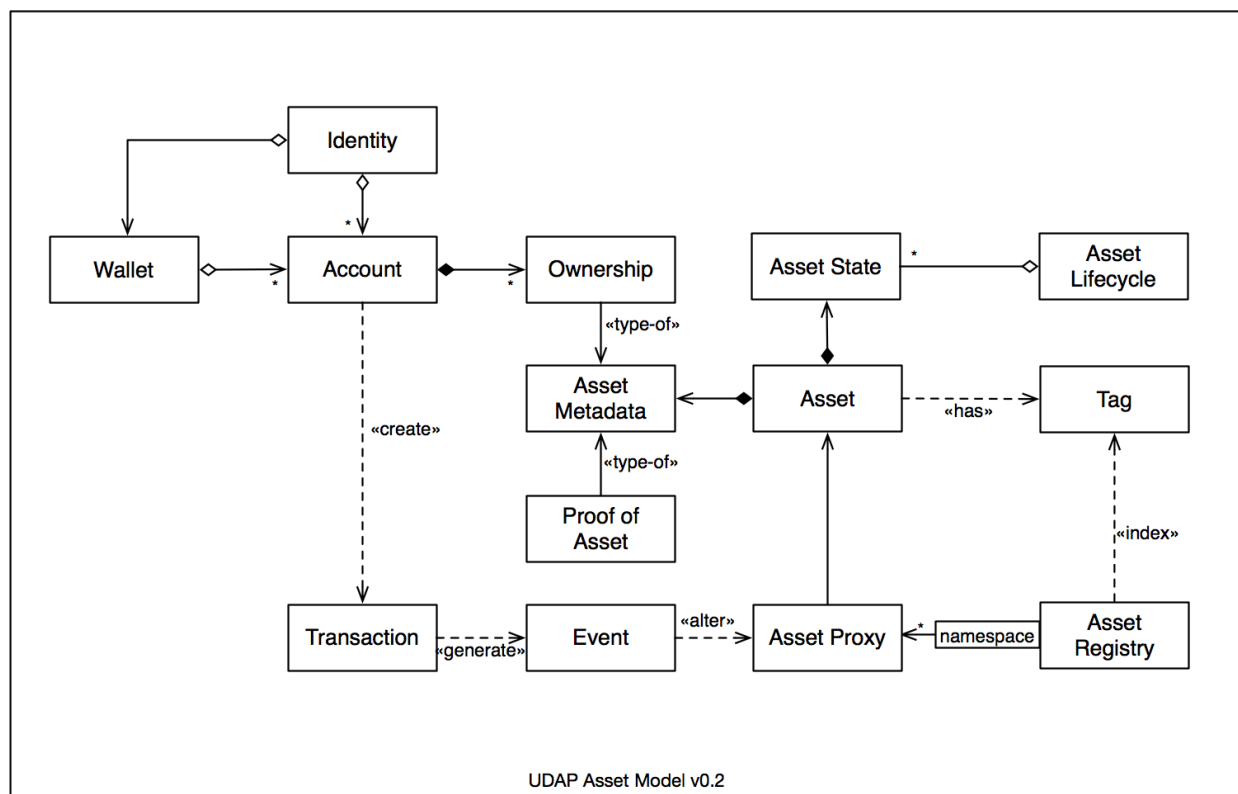 Identity
*
Wallet
*
Account
*
Ownership
Asset State
*
Asset
Lifecycle
«type-of»
Asset
Metadata
Asset
«has»
Tag
«create»
«type-of»
Proof of
Asset
«index»
Transaction
«generate»
Event
«alter»
Asset Proxy
*
namespace
Asset
Registry
UDAP Asset Model v0.2